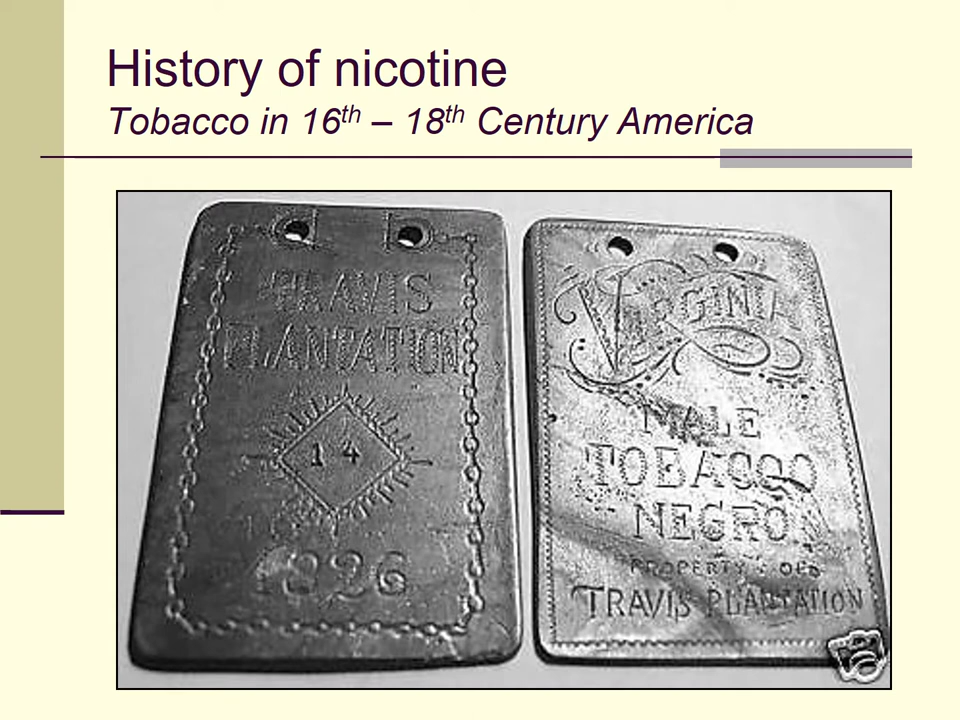 History of nicotine
Tobacco in 16th – 18th Century America
TRAVIS
PLANTATION
14
1826
VIRGINIA
MALE
TOBACCO
NEGRO
PROPERTY OF
TRAVIS PLANTATION